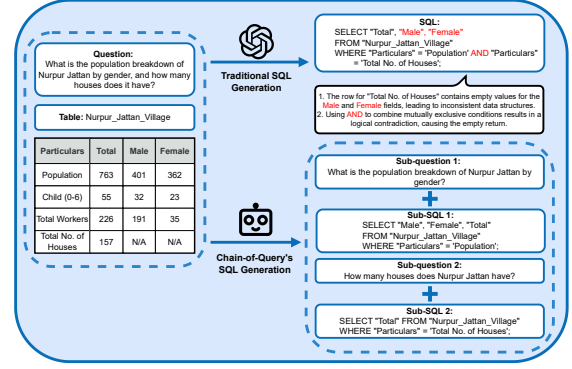 Question:
What is the population breakdown of
Nurpur Jattan by gender, and how many
houses does it have?
Table: Nurpur_Jattan_Village
Particulars Total Male Female
Population 763 401 362
Child (0-6) 55 32 23
Total Workers 226 191 35
Total No. of
Houses 157 N/A N/A
Traditional SQL
Generation
SQL:
SELECT "Total", "Male", "Female"
FROM "Nurpur_Jattan_Village"
WHERE "Particulars" = 'Population' AND "Particulars"
= 'Total No. of Houses';
1. The row for "Total No. of Houses" contains empty values for the
Male and Female fields, leading to inconsistent data structures.
2. Using AND to combine mutually exclusive conditions results in a
logical contradiction, causing the empty return.
Chain-of-Query's
SQL Generation
Sub-question 1:
What is the population breakdown of Nurpur Jattan by
gender?
Sub-SQL 1:
SELECT "Male", "Female", "Total"
FROM "Nurpur_Jattan_Village"
WHERE "Particulars" = 'Population';
Sub-question 2:
How many houses does Nurpur Jattan have?
Sub-SQL 2:
SELECT "Total" FROM "Nurpur_Jattan_Village"
WHERE "Particulars" = 'Total No. of Houses';